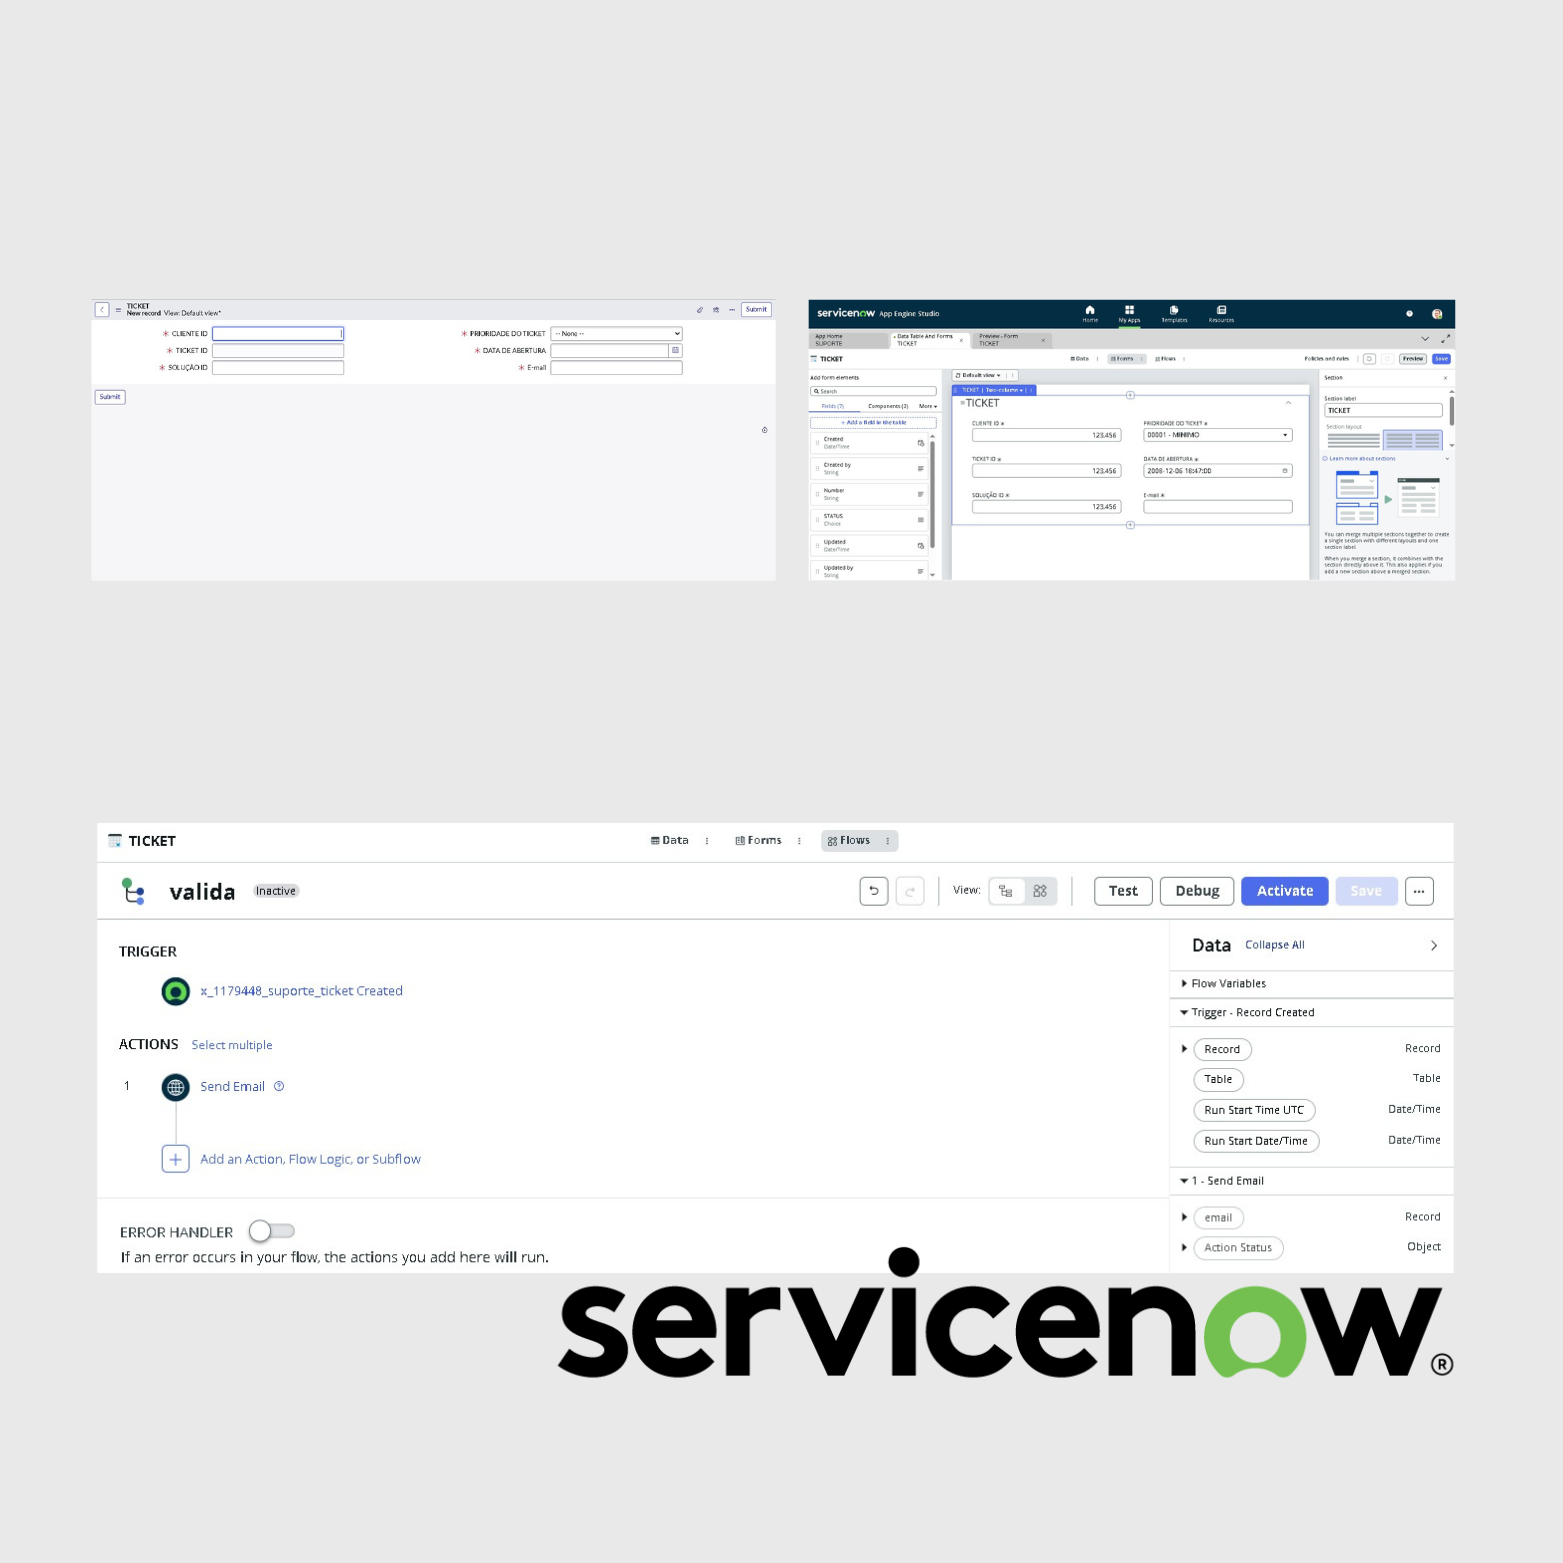 TICKET
New record View: Default view*
Submit
CLIENTE ID
PRIORIDADE DO TICKET
-- None --
TICKET ID
DATA DE ABERTURA
SOLUÇÃO ID
E-mail
Submit
servicenow App Engine Studio
Home
My Apps
Templates
Resources
App Home
SUPORTE
Data Table And Forms
TICKET
Preview - Form
TICKET
TICKET
Data
Forms
Flows
Policies and rules
Preview
Save
Add form elements
Search
Fields (7)
Components (2)
More
+ Add a field in the table
Created
Date/Time
Created by
String
Number
String
STATUS
Choice
Updated
Date/Time
Updated by
String
Default view
TICKET | Two-column
TICKET
CLIENTE ID
123.456
PRIORIDADE DO TICKET
00001 - MINIMO
TICKET ID
123.456
DATA DE ABERTURA
2008-12-06 18:47:00
SOLUÇÃO ID
123.456
E-mail
Section
Section label
TICKET
Section layout
Learn more about sections
You can merge multiple sections together to create
a single section with different layouts and one
section label.
When you merge a section, it combines with the
section directly above it. This also applies if you
add a new section above a merged section.
TICKET
Data
Forms
Flows
valida
Inactive
View:
Test
Debug
Activate
Save
TRIGGER
x_1179448_suporte_ticket Created
ACTIONS Select multiple
1
Send Email
Add an Action, Flow Logic, or Subflow
ERROR HANDLER
If an error occurs in your flow, the actions you add here will run.
Data Collapse All
Flow Variables
Trigger - Record Created
Record Record
Table Table
Run Start Time UTC Date/Time
Run Start Date/Time Date/Time
1 - Send Email
email Record
Action Status Object
servicenow®